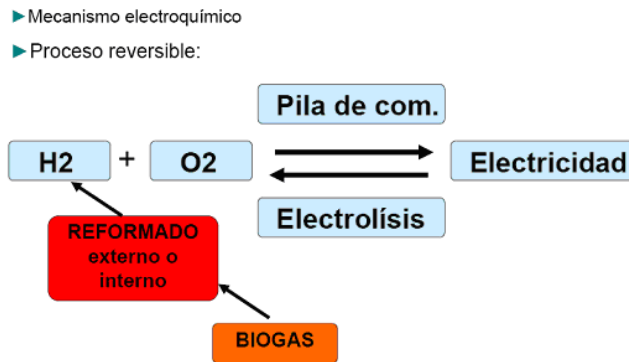 ►Mecanismo electroquímico
►Proceso reversible:
Pila de com.
H2 + O2
Electricidad
Electrolísis
REFORMADO
externo o
interno
BIOGAS